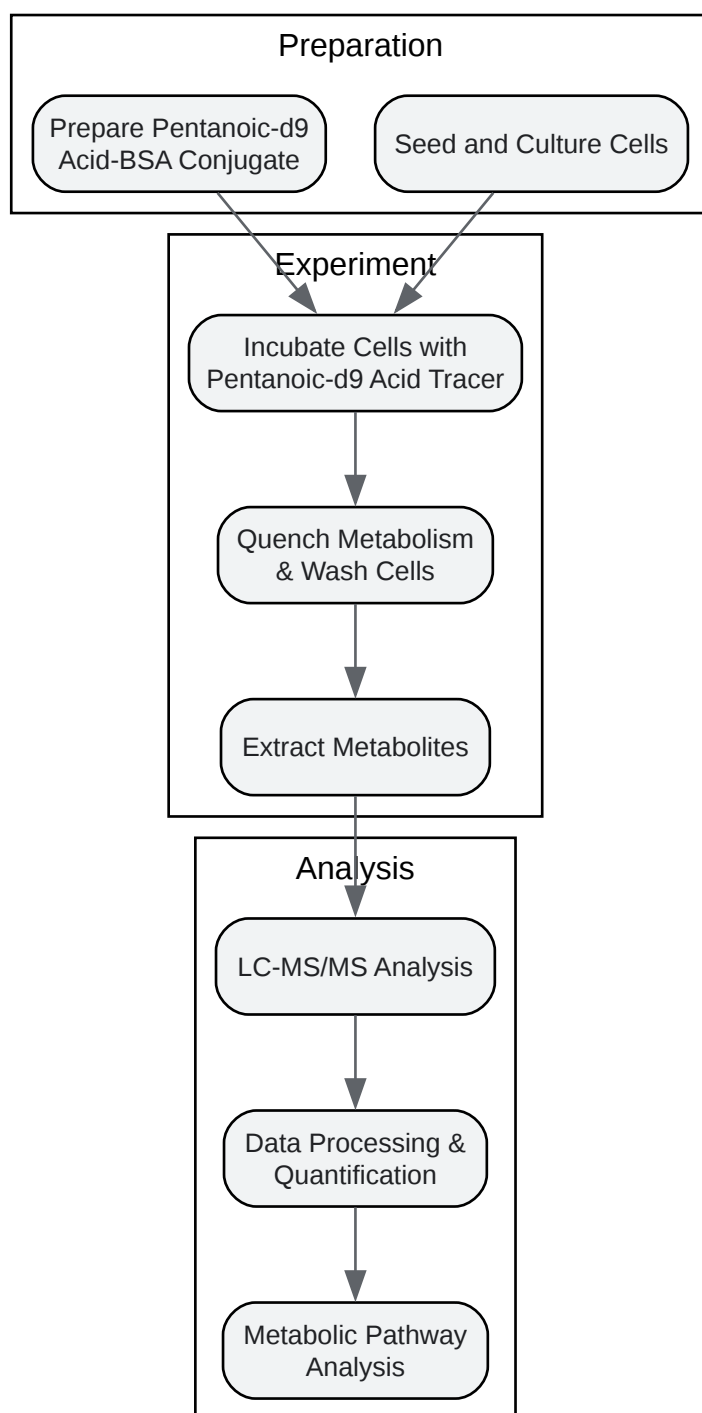 Preparation
Prepare Pentanoic-d9
Acid-BSA Conjugate
Seed and Culture Cells
Experiment
Incubate Cells with
Pentanoic-d9 Acid Tracer
Quench Metabolism
& Wash Cells
Extract Metabolites
Analysis
LC-MS/MS Analysis
Data Processing &
Quantification
Metabolic Pathway
Analysis